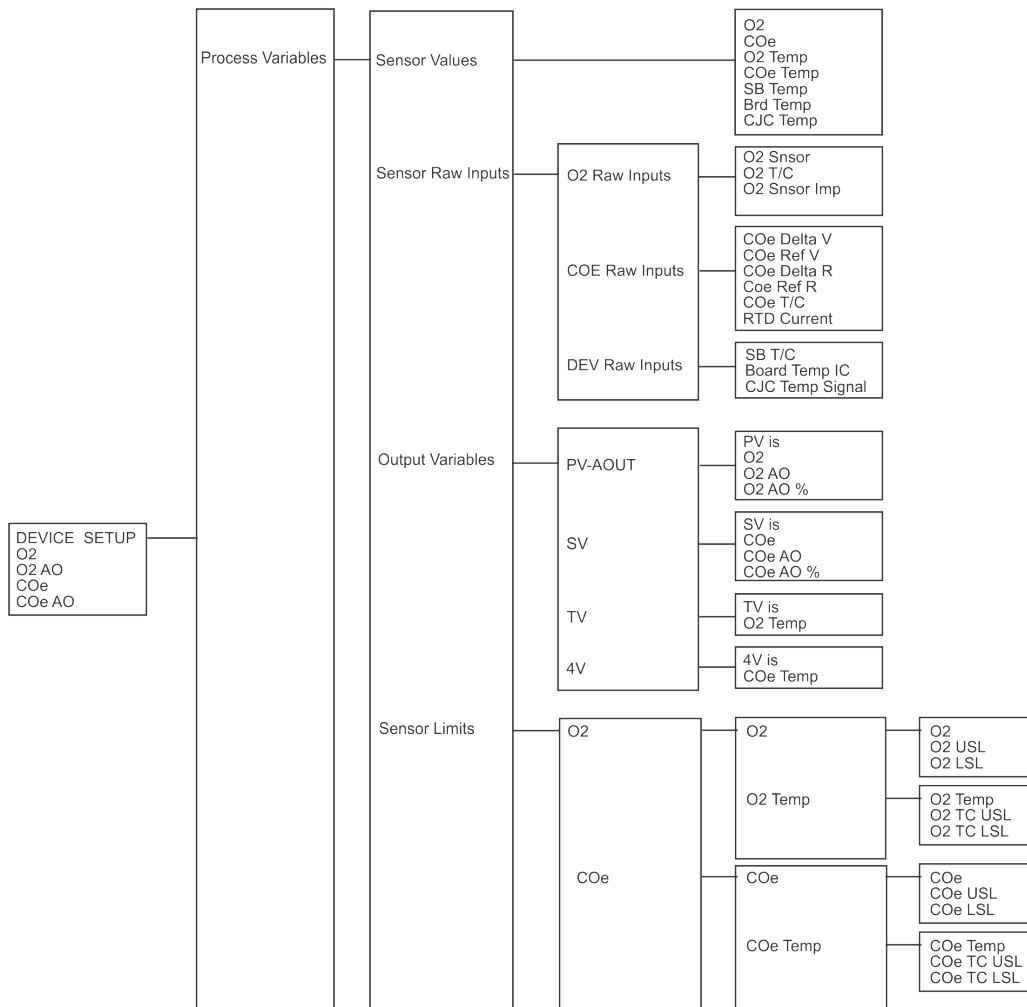 DEVICE SETUP
O2
O2 AO
COe
COe AO
Process Variables
Sensor Values
O2
COe
O2 Temp
COe Temp
SB Temp
Brd Temp
CJC Temp
Sensor Raw Inputs
O2 Raw Inputs
O2 Snsor
O2 T/C
O2 Snsor Imp
COE Raw Inputs
COe Delta V
COe Ref V
COe Delta R
Coe Ref R
COe T/C
RTD Current
DEV Raw Inputs
SB T/C
Board Temp IC
CJC Temp Signal
Output Variables
PV-AOUT
PV is
O2
O2 AO
O2 AO %
SV
SV is
COe
COe AO
COe AO %
TV
TV is
O2 Temp
4V
4V is
COe Temp
Sensor Limits
O2
O2
O2
O2 USL
O2 LSL
O2 Temp
O2 Temp
O2 TC USL
O2 TC LSL
COe
COe
COe
COe USL
COe LSL
COe Temp
COe Temp
COe TC USL
COe TC LSL